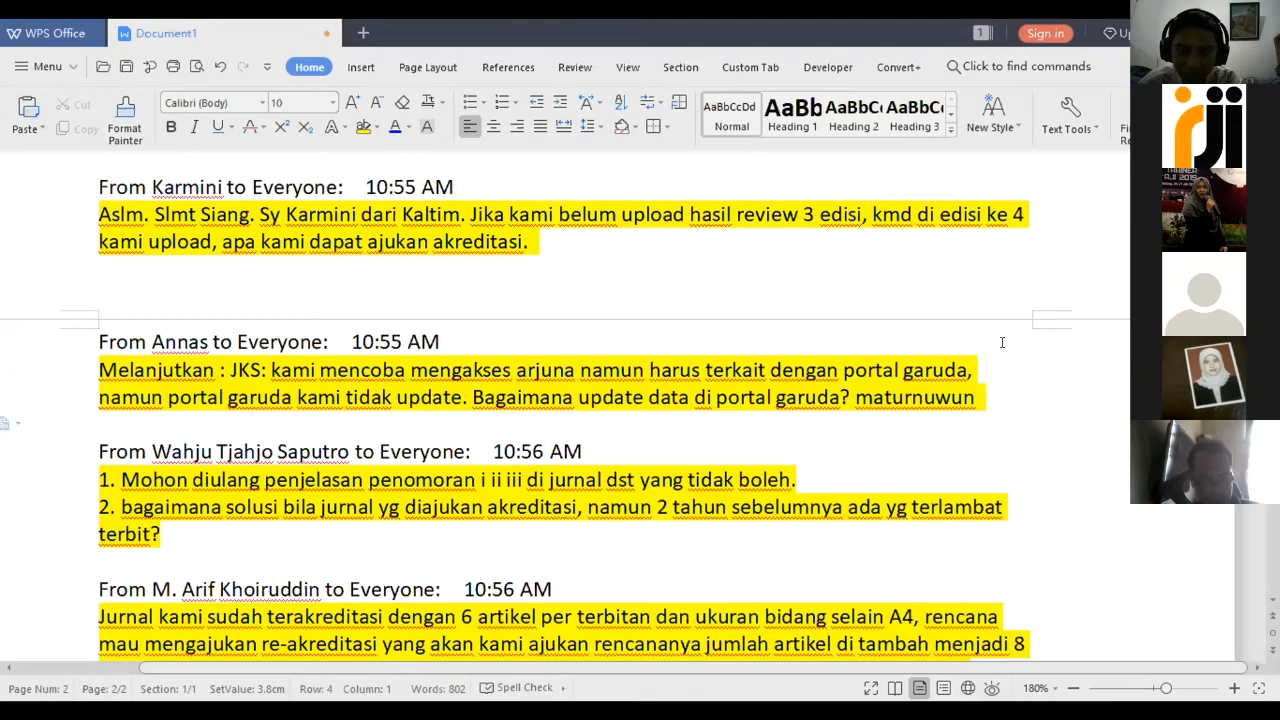 WPS Office
Document1
1
Sign in
Up
Menu
Home
Insert
Page Layout
References
Review
View
Section
Custom Tab
Developer
Convert+
Click to find commands
Paste
Cut
Copy
Format Painter
Calibri (Body)
10
AaBbCcDd
Normal
AaBb
Heading 1
AaBbC
Heading 2
AaBbC
Heading 3
New Style
Text Tools
rji
From Karmini to Everyone: 10:55 AM
Aslm. Slmt Siang. Sy Karmini dari Kaltim. Jika kami belum upload hasil review 3 edisi, kmd di edisi ke 4
kami upload, apa kami dapat ajukan akreditasi.
From Annas to Everyone: 10:55 AM
Melanjutkan : JKS: kami mencoba mengakses arjuna namun harus terkait dengan portal garuda,
namun portal garuda kami tidak update. Bagaimana update data di portal garuda? maturnuwun
From Wahju Tjahjo Saputro to Everyone: 10:56 AM
1. Mohon diulang penjelasan penomoran i ii iii di jurnal dst yang tidak boleh.
2. bagaimana solusi bila jurnal yg diajukan akreditasi, namun 2 tahun sebelumnya ada yg terlambat
terbit?
From M. Arif Khoiruddin to Everyone: 10:56 AM
Jurnal kami sudah terakreditasi dengan 6 artikel per terbitan dan ukuran bidang selain A4, rencana
mau mengajukan re-akreditasi yang akan kami ajukan rencananya jumlah artikel di tambah menjadi 8
Page Num: 2
Page: 2/2
Section: 1/1
SetValue: 3.8cm
Row: 4
Column: 1
Words: 802
Spell Check
180%